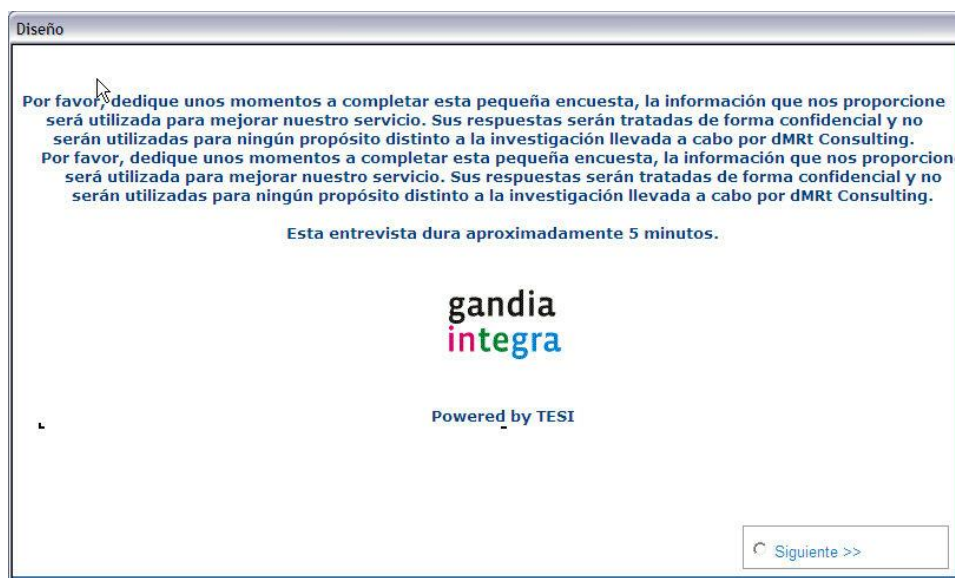 Diseño
Por favor, dedique unos momentos a completar esta pequeña encuesta, la información que nos proporcione
será utilizada para mejorar nuestro servicio. Sus respuestas serán tratadas de forma confidencial y no
serán utilizadas para ningún propósito distinto a la investigación llevada a cabo por dMRt Consulting.
Por favor, dedique unos momentos a completar esta pequeña encuesta, la información que nos proporcion
será utilizada para mejorar nuestro servicio. Sus respuestas serán tratadas de forma confidencial y no
serán utilizadas para ningún propósito distinto a la investigación llevada a cabo por dMRt Consulting.
Esta entrevista dura aproximadamente 5 minutos.
gandia
integra
Powered by TESI
Siguiente >>